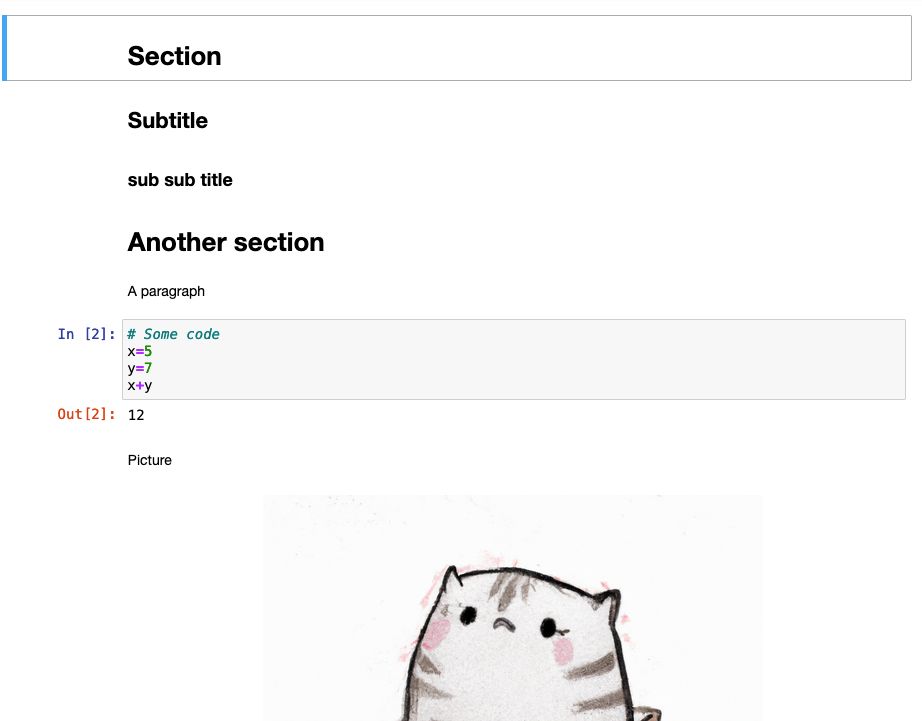 Section
Subtitle
sub sub title
Another section
A paragraph
In [2]:
# Some code
x=5
y=7
x+y
Out[2]: 12
Picture